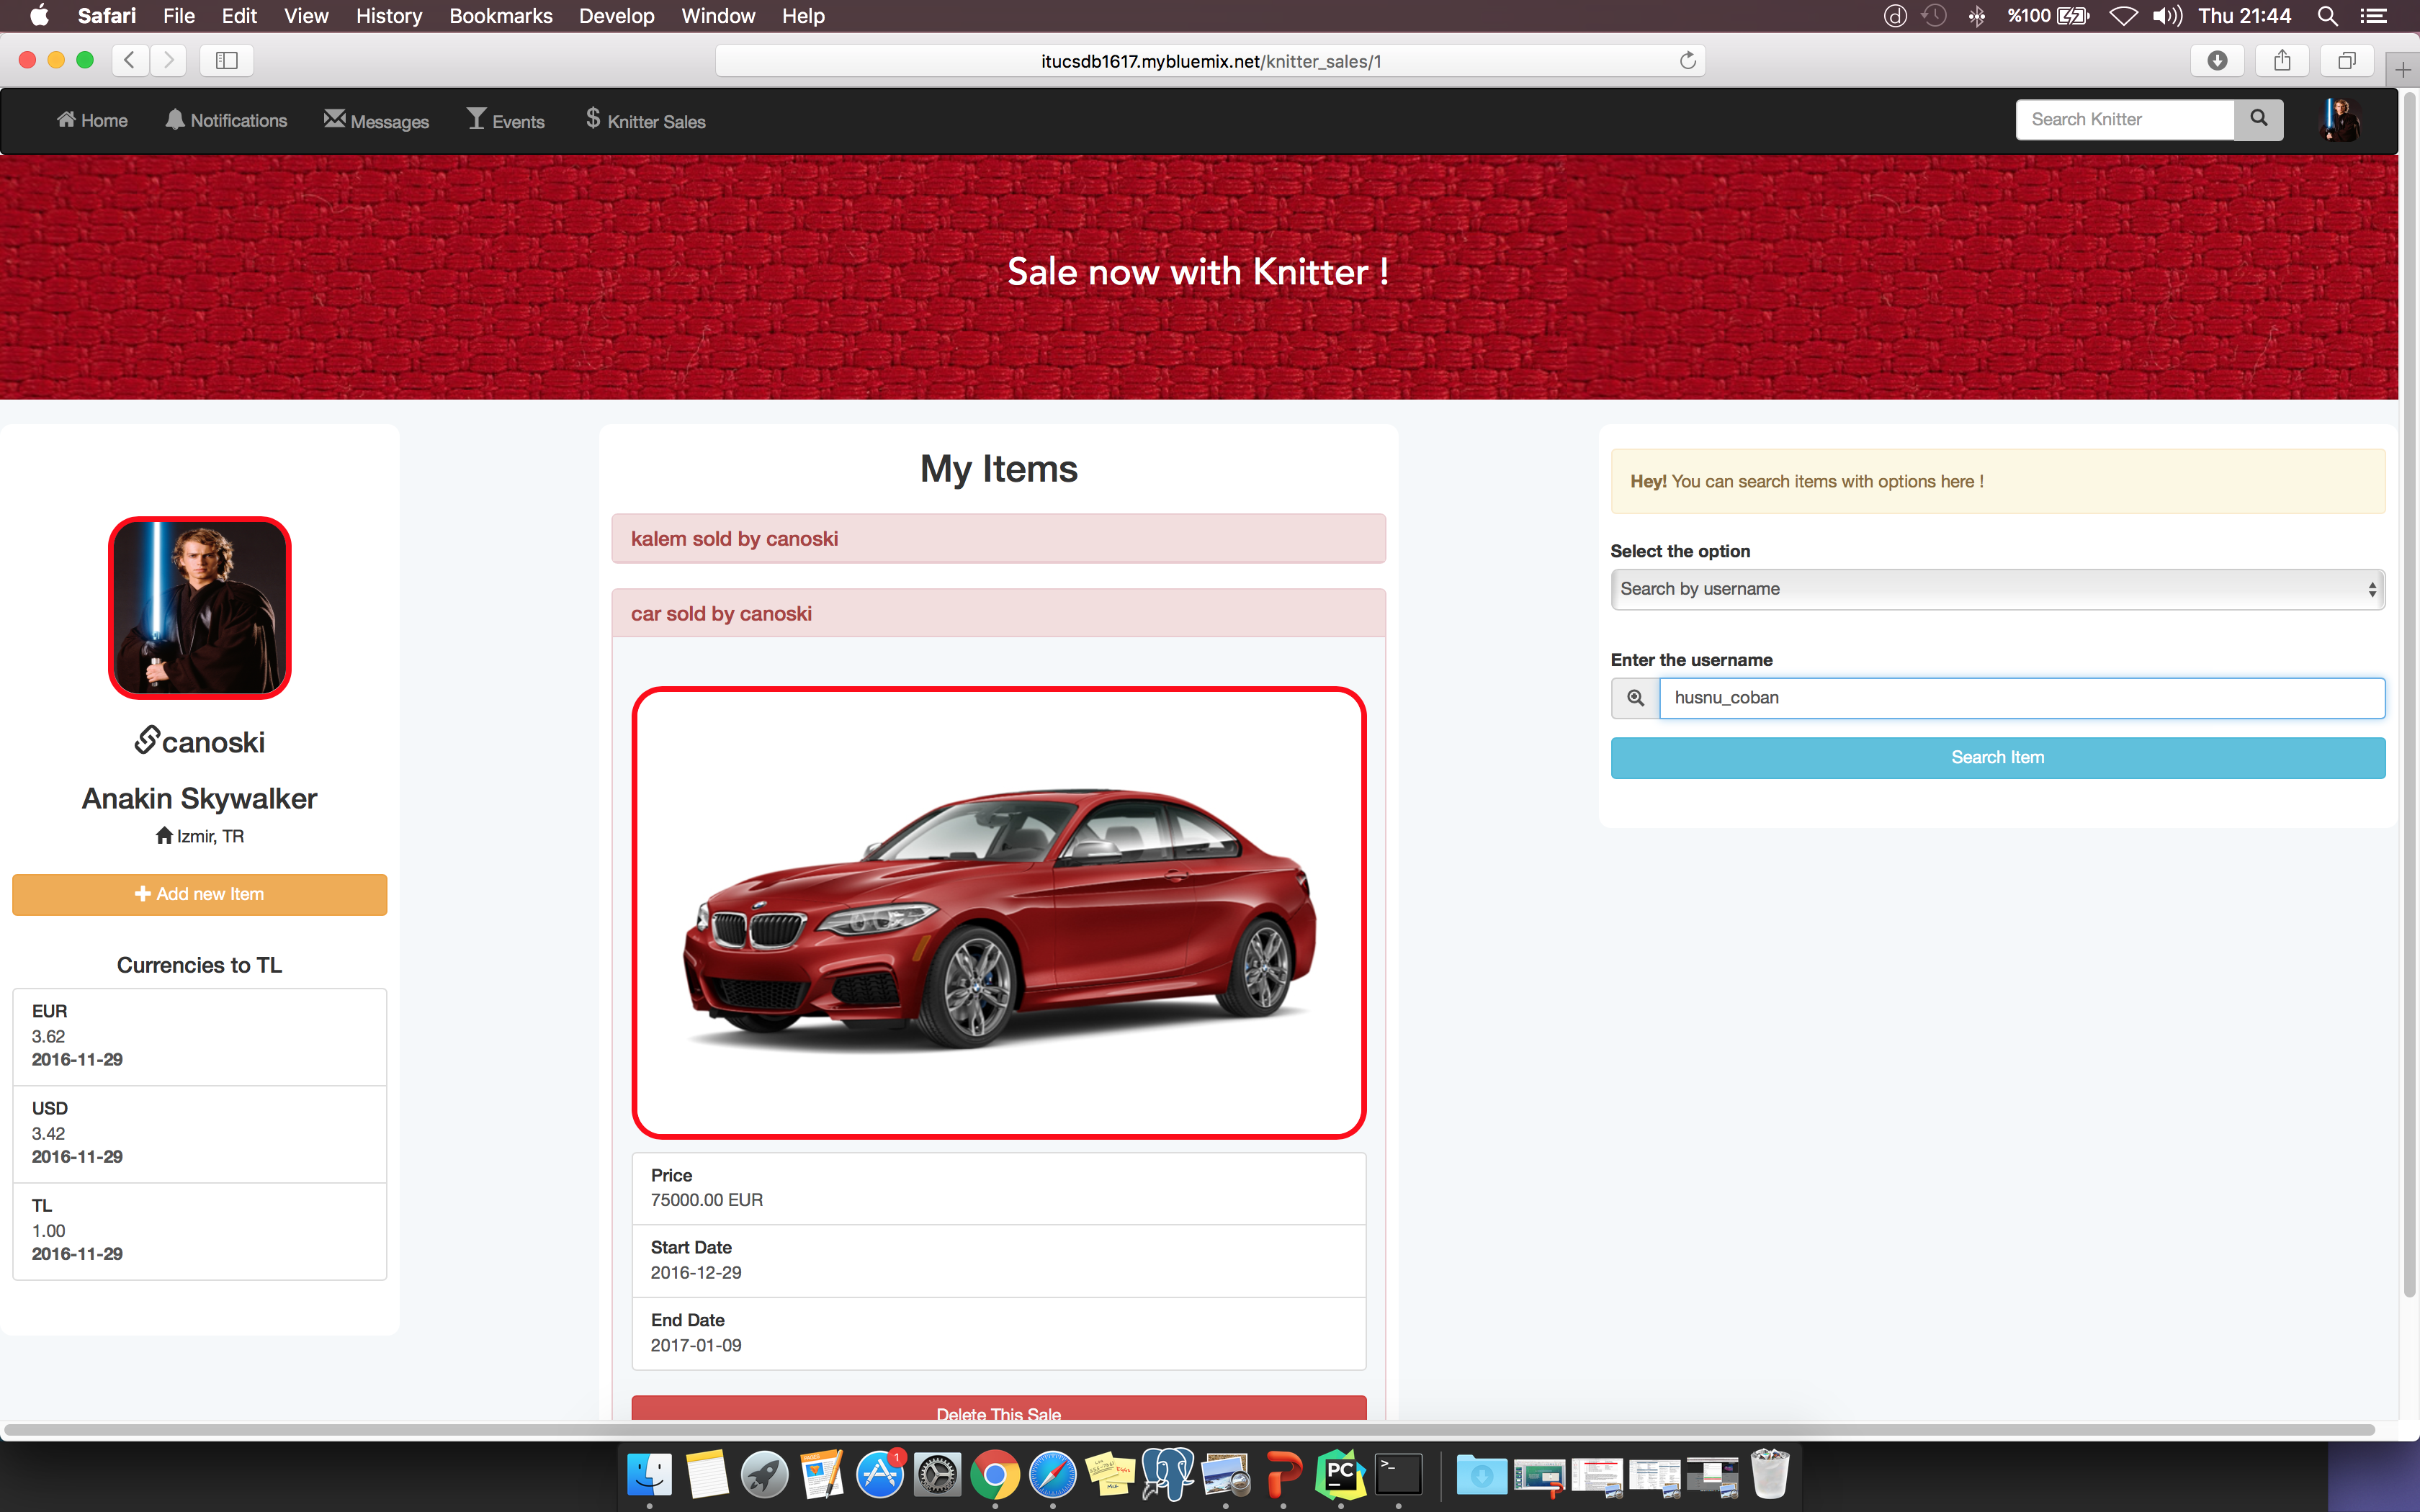 Safari File Edit View History Bookmarks Develop Window Help %100 Thu 21:44
itucsdb1617.mybluemix.net/knitter_sales/1
Home Notifications Messages Events $ Knitter Sales Search Knitter
Sale now with Knitter !
canoski
Anakin Skywalker
Izmir, TR
Add new Item
Currencies to TL
EUR
3.62
2016-11-29
USD
3.42
2016-11-29
TL
1.00
2016-11-29
My Items
kalem sold by canoski
car sold by canoski
Price
75000.00 EUR
Start Date
2016-12-29
End Date
2017-01-09
Delete This Sale
Hey! You can search items with options here !
Select the option
Search by username
Enter the username
husnu_coban
Search Item
1
PC
>_